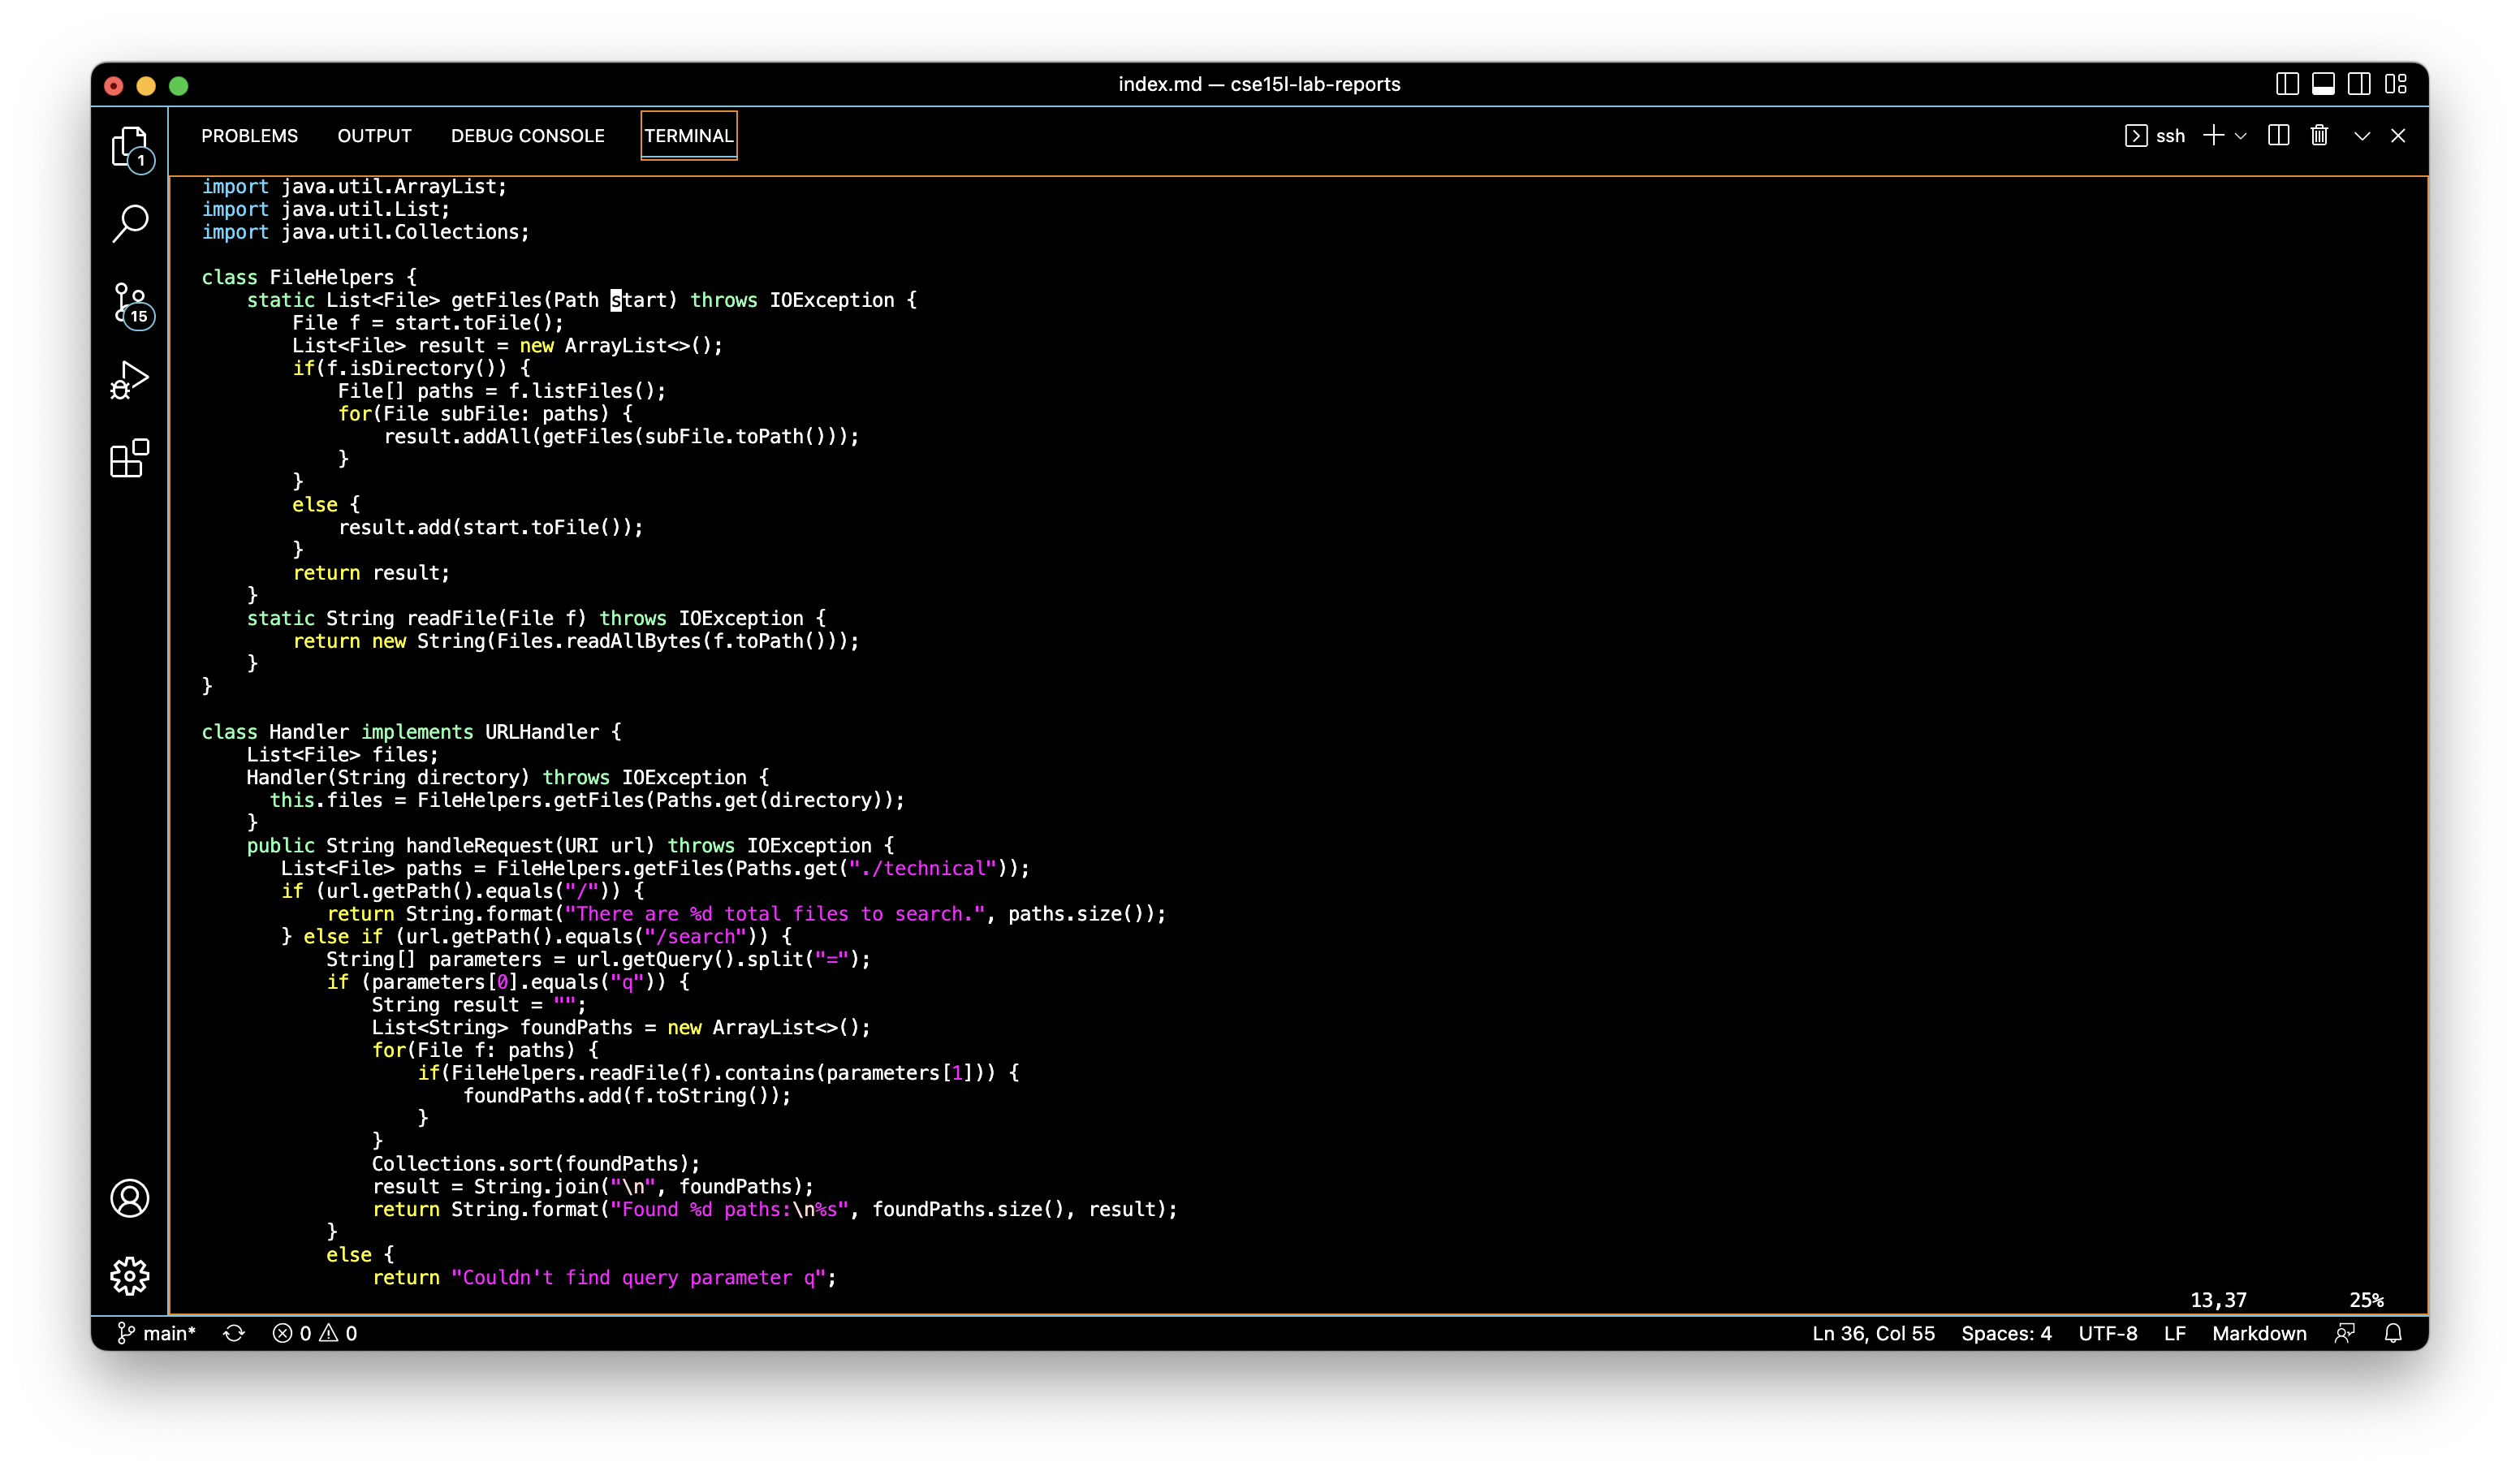 index.md — cse15l-lab-reports
1
15
PROBLEMS OUTPUT DEBUG CONSOLE TERMINAL ssh
import java.util.ArrayList;
import java.util.List;
import java.util.Collections;

class FileHelpers {
    static List<File> getFiles(Path start) throws IOException {
        File f = start.toFile();
        List<File> result = new ArrayList<>();
        if(f.isDirectory()) {
            File[] paths = f.listFiles();
            for(File subFile: paths) {
                result.addAll(getFiles(subFile.toPath()));
            }
        }
        else {
            result.add(start.toFile());
        }
        return result;
    }
    static String readFile(File f) throws IOException {
        return new String(Files.readAllBytes(f.toPath()));
    }
}

class Handler implements URLHandler {
    List<File> files;
    Handler(String directory) throws IOException {
      this.files = FileHelpers.getFiles(Paths.get(directory));
    }
    public String handleRequest(URI url) throws IOException {
       List<File> paths = FileHelpers.getFiles(Paths.get("./technical"));
       if (url.getPath().equals("/")) {
           return String.format("There are %d total files to search.", paths.size());
       } else if (url.getPath().equals("/search")) {
           String[] parameters = url.getQuery().split("=");
           if (parameters[0].equals("q")) {
               String result = "";
               List<String> foundPaths = new ArrayList<>();
               for(File f: paths) {
                   if(FileHelpers.readFile(f).contains(parameters[1])) {
                       foundPaths.add(f.toString());
                   }
               }
               Collections.sort(foundPaths);
               result = String.join("\n", foundPaths);
               return String.format("Found %d paths:\n%s", foundPaths.size(), result);
           }
           else {
               return "Couldn't find query parameter q";
13,37 25%
main* 0 0 Ln 36, Col 55 Spaces: 4 UTF-8 LF Markdown